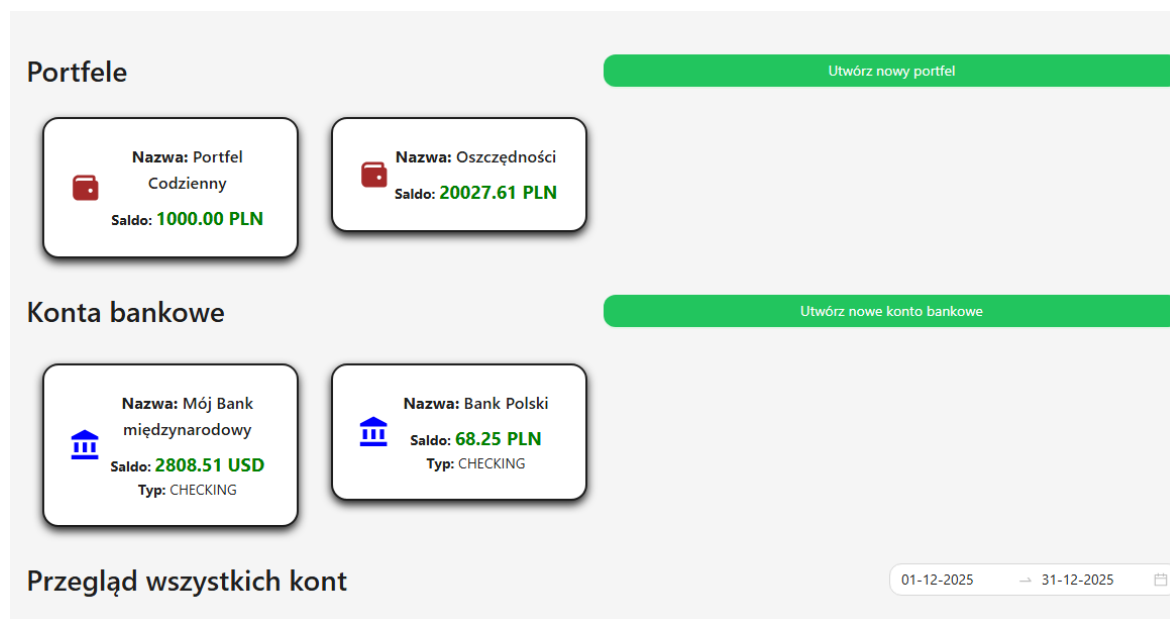 Portfele
Utwórz nowy portfel
Nazwa: Portfel
Codzienny
Saldo: 1000.00 PLN
Nazwa: Oszczędności
Saldo: 20027.61 PLN
Konta bankowe
Utwórz nowe konto bankowe
Nazwa: Mój Bank
międzynarodowy
Saldo: 2808.51 USD
Typ: CHECKING
Nazwa: Bank Polski
Saldo: 68.25 PLN
Typ: CHECKING
Przegląd wszystkich kont
01-12-2025 → 31-12-2025